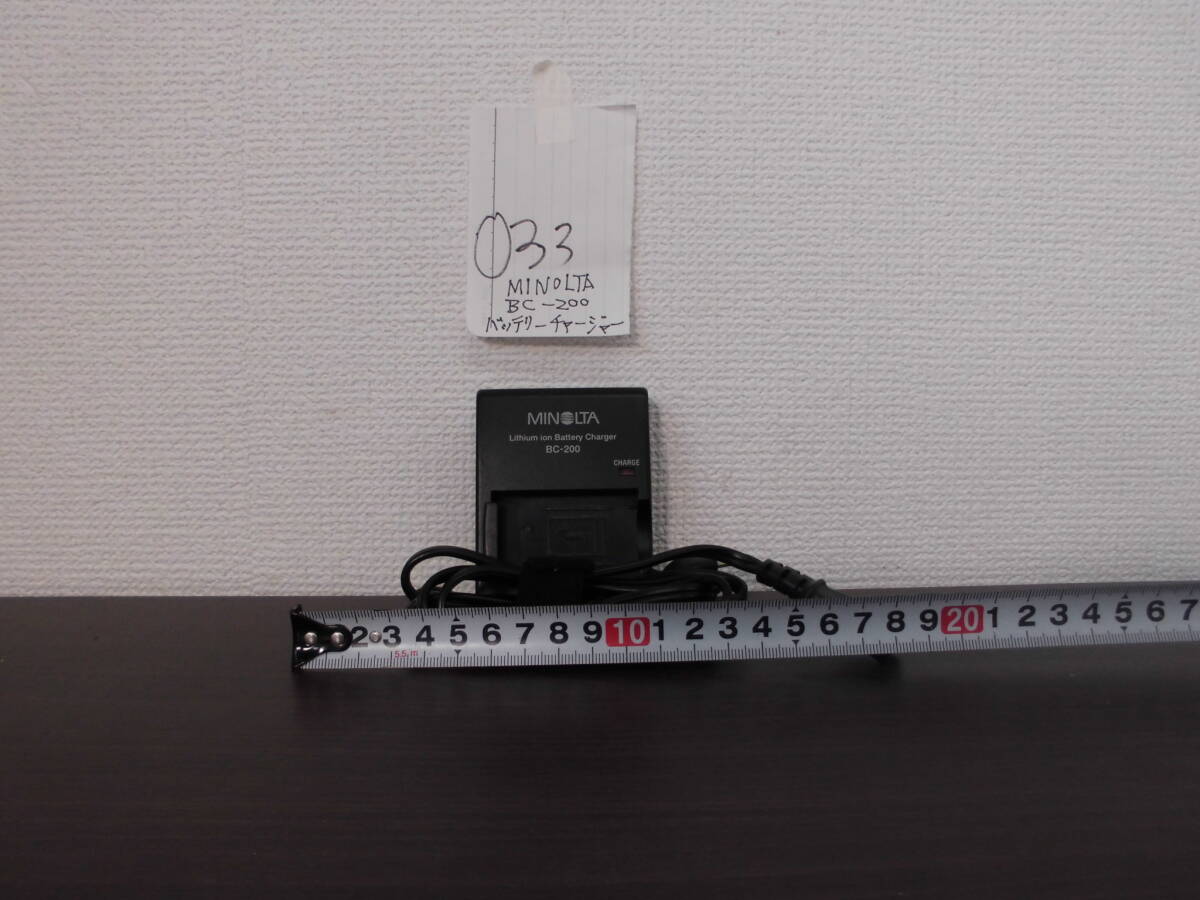 033
MINOLTA
BC-200
バッテリーチャージャー
MINOLTA
Lithium ion Battery Charger
BC-200
CHARGE
2 3 4 5 6 7 8 9 10 1 2 3 4 5 6 7 8 9 20 1 2 3 4 5 6 7
5.5m